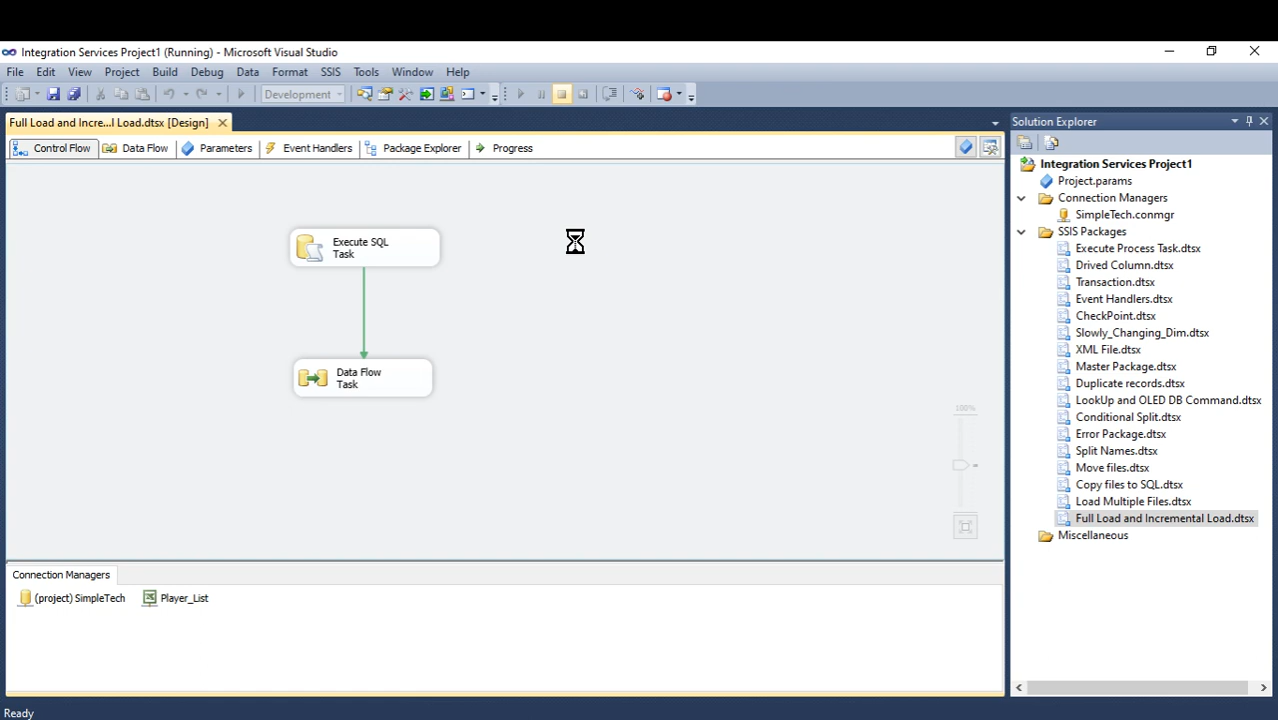 Integration Services Project1 (Running) - Microsoft Visual Studio
File Edit View Project Build Debug Data Format SSIS Tools Window Help
Development
Full Load and Incre...l Load.dtsx [Design]
Control Flow Data Flow Parameters Event Handlers Package Explorer Progress
Execute SQL
Task
Data Flow
Task
100%
Connection Managers
(project) SimpleTech Player_List
Ready
Solution Explorer
Integration Services Project1
Project.params
Connection Managers
SimpleTech.conmgr
SSIS Packages
Execute Process Task.dtsx
Drived Column.dtsx
Transaction.dtsx
Event Handlers.dtsx
CheckPoint.dtsx
Slowly_Changing_Dim.dtsx
XML File.dtsx
Master Package.dtsx
Duplicate records.dtsx
LookUp and OLED DB Command.dtsx
Conditional Split.dtsx
Error Package.dtsx
Split Names.dtsx
Move files.dtsx
Copy files to SQL.dtsx
Load Multiple Files.dtsx
Full Load and Incremental Load.dtsx
Miscellaneous